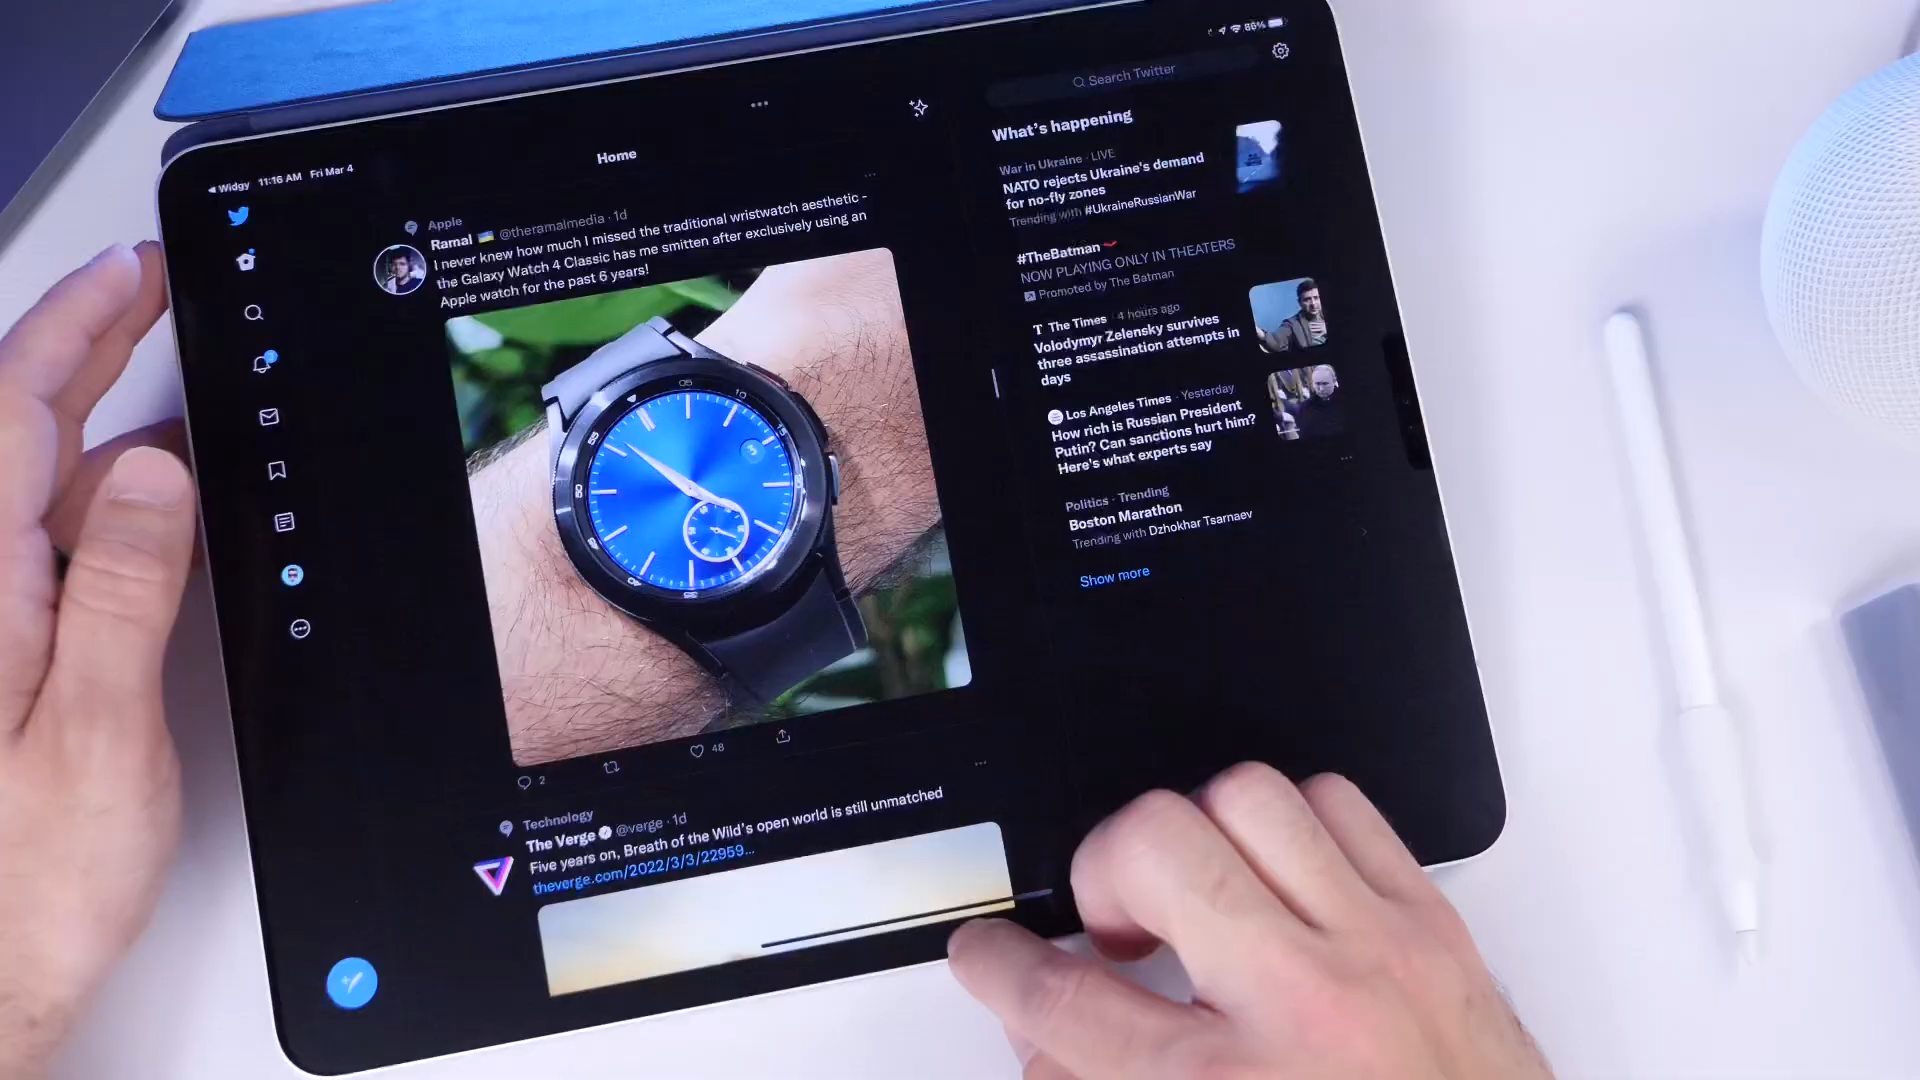 Widgy 11:16 AM Fri Mar 4
86%
Home
Search Twitter
3
Apple
Ramal @theramalmedia · 1d
I never knew how much I missed the traditional wristwatch aesthetic -
the Galaxy Watch 4 Classic has me smitten after exclusively using an
Apple watch for the past 6 years!
05
10
15
55
2
48
Technology
The Verge @verge · 1d
Five years on, Breath of the Wild's open world is still unmatched
theverge.com/2022/3/3/22959...
What's happening
War in Ukraine · LIVE
NATO rejects Ukraine's demand
for no-fly zones
Trending with #UkraineRussianWar
#TheBatman
NOW PLAYING ONLY IN THEATERS
Promoted by The Batman
The Times · 4 hours ago
Volodymyr Zelensky survives
three assassination attempts in
days
Los Angeles Times · Yesterday
How rich is Russian President
Putin? Can sanctions hurt him?
Here's what experts say
Politics · Trending
Boston Marathon
Trending with Dzhokhar Tsarnaev
Show more